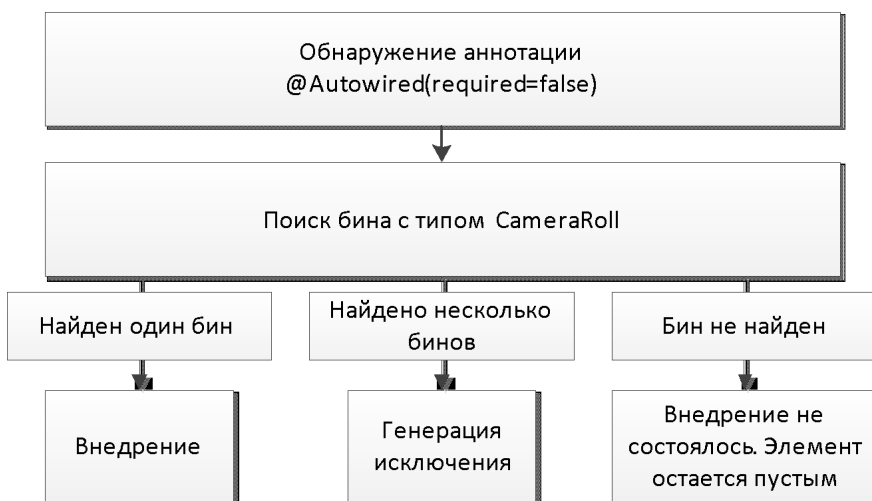 Обнаружение аннотации
@Autowired(required=false)
Поиск бина с типом CameraRoll
Найден один бин
Найдено несколько
бинов
Бин не найден
Внедрение
Генерация
исключения
Внедрение не
состоялось. Элемент
остается пустым